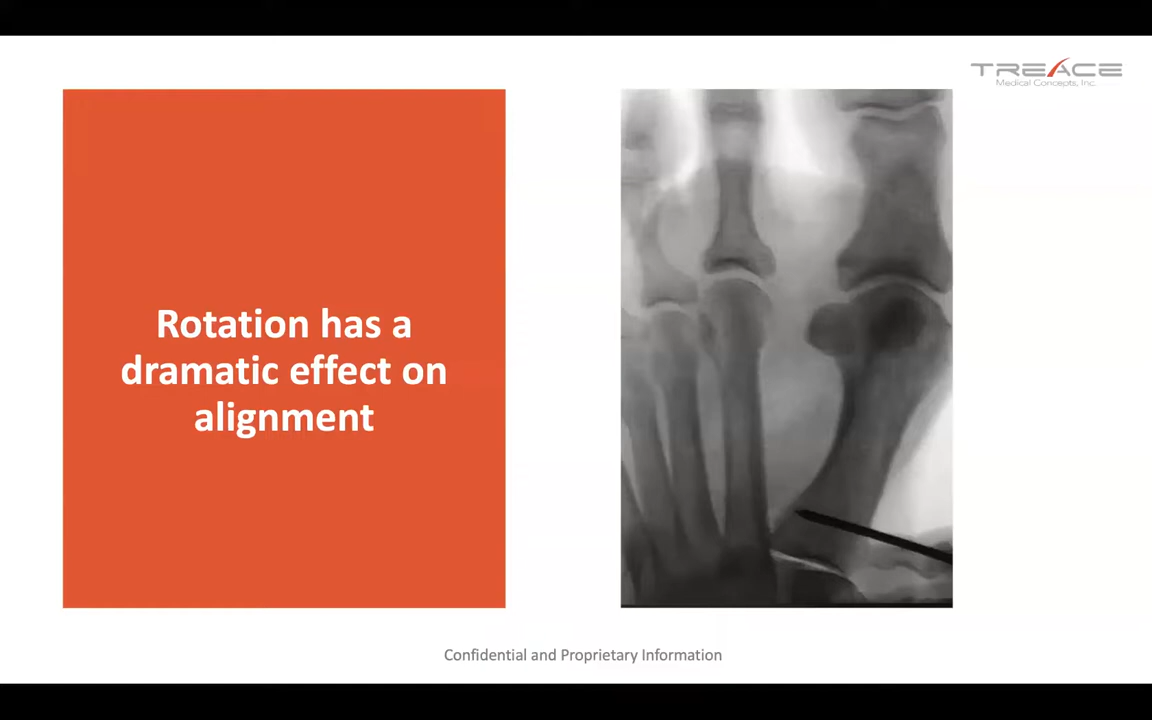 TREACE
Medical Concepts, Inc.
Rotation has a
dramatic effect on
alignment
Confidential and Proprietary Information